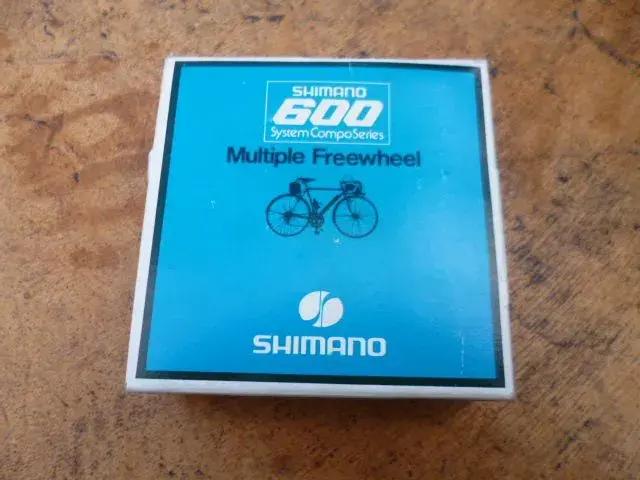 SHIMANO
600
System CompoSeries
Multiple Freewheel
SHIMANO